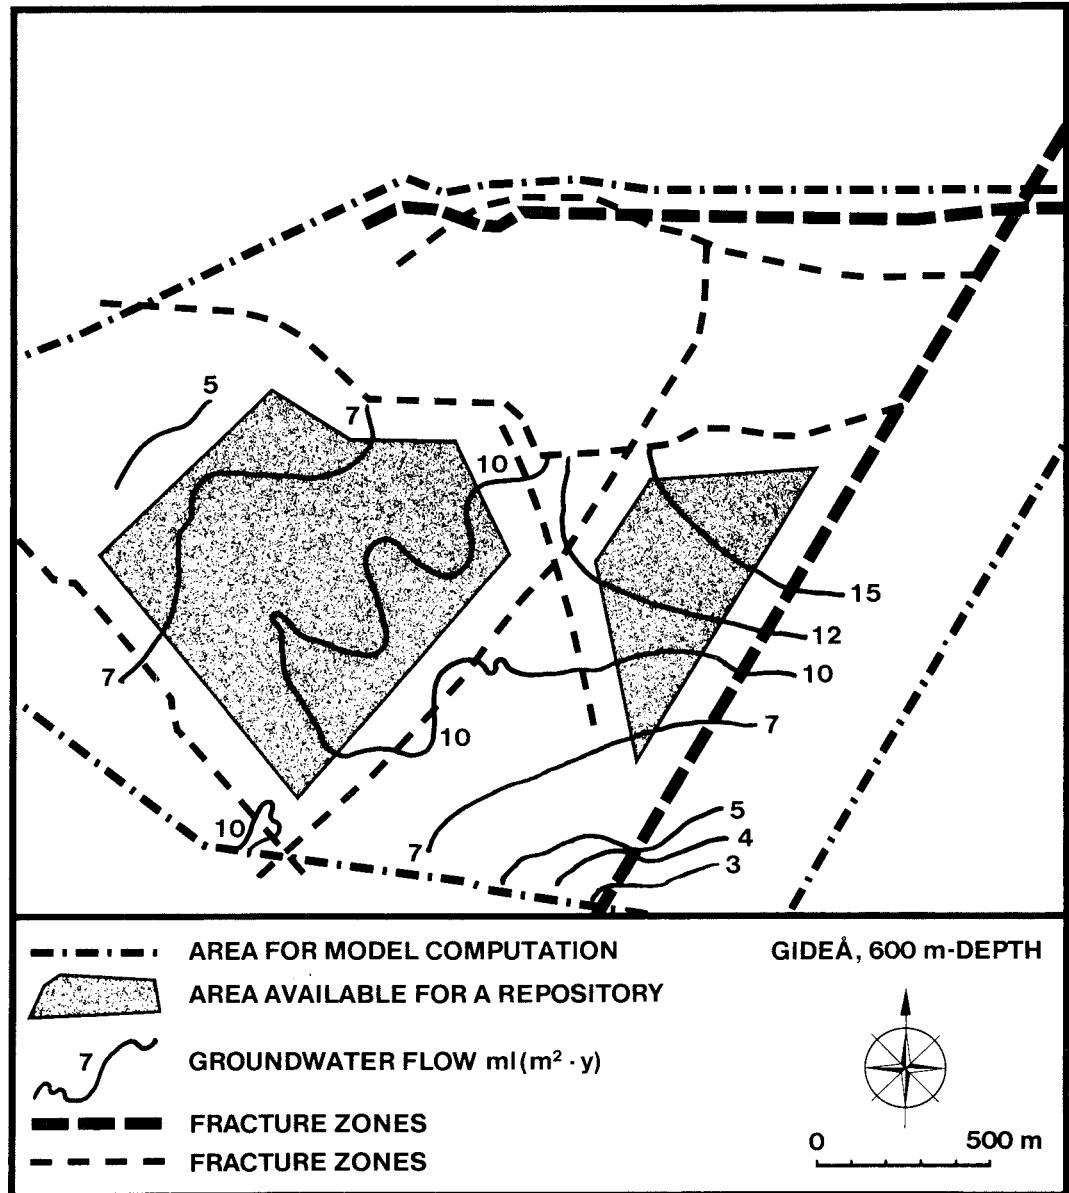 5
7
10
15
12
7
10
10
7
10
5
7
4
3
AREA FOR MODEL COMPUTATION
GIDEÅ, 600 m-DEPTH
AREA AVAILABLE FOR A REPOSITORY
7
GROUNDWATER FLOW ml(m² · y)
FRACTURE ZONES
0 500 m
FRACTURE ZONES